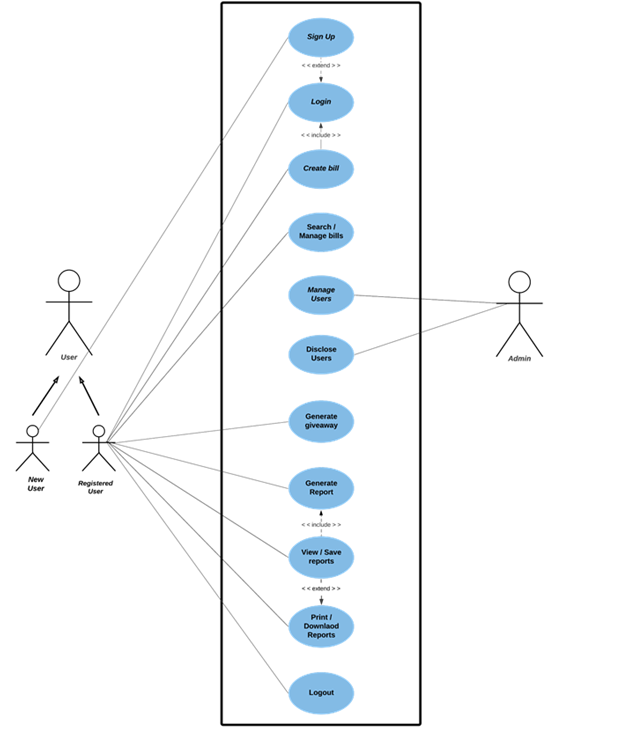 Sign Up
< < extend > >
Login
< < include > >
Create bill
Search /
Manage bills
Manage
Users
Disclose
Users
User
Admin
Generate
giveaway
New
User
Registered
User
Generate
Report
< < include > >
View / Save
reports
< < extend > >
Print /
Downlaod
Reports
Logout